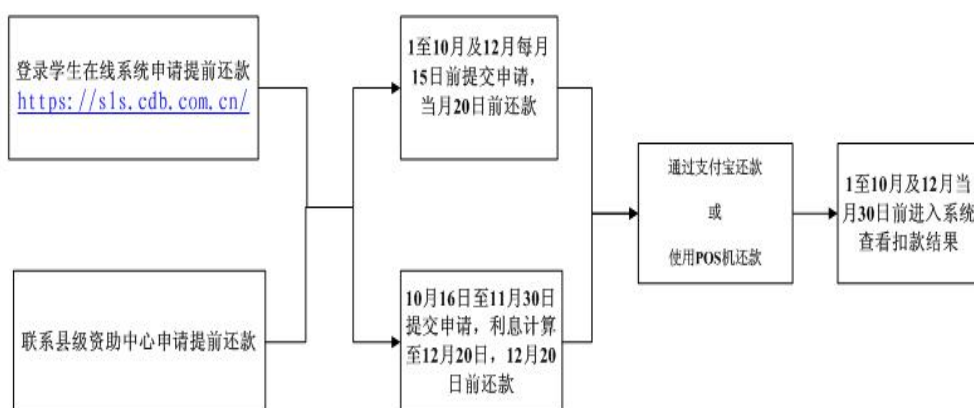 登录学生在线系统申请提前还款
https://sls.cdb.com.cn/
联系县级资助中心申请提前还款
1至10月及12月每月
15日前提交申请，
当月20日前还款
10月16日至11月30日
提交申请，利息计算
至12月20日，12月20
日前还款
通过支付宝还款
或
使用POS机还款
1至10月及12月当
月30日前进入系统
查看扣款结果